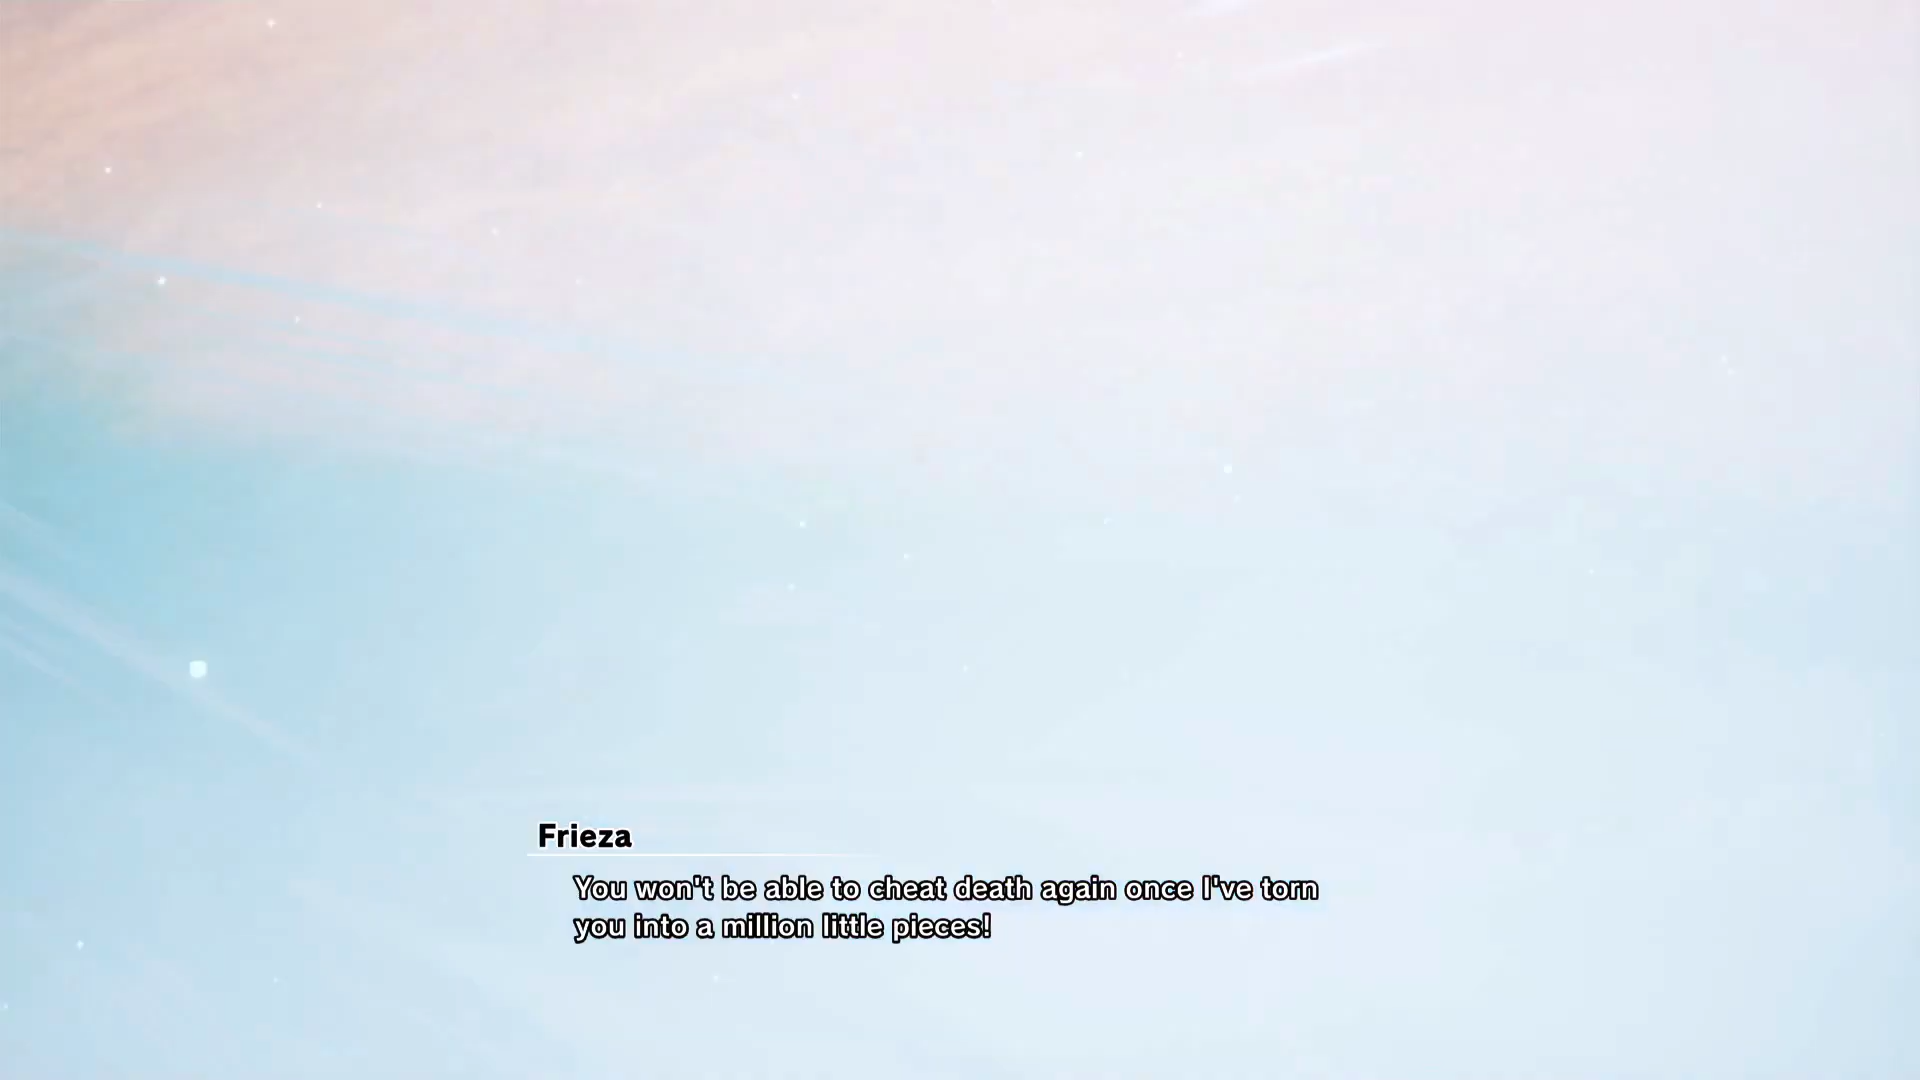 Frieza
You won't be able to cheat death again once I've torn
you into a million little pieces!